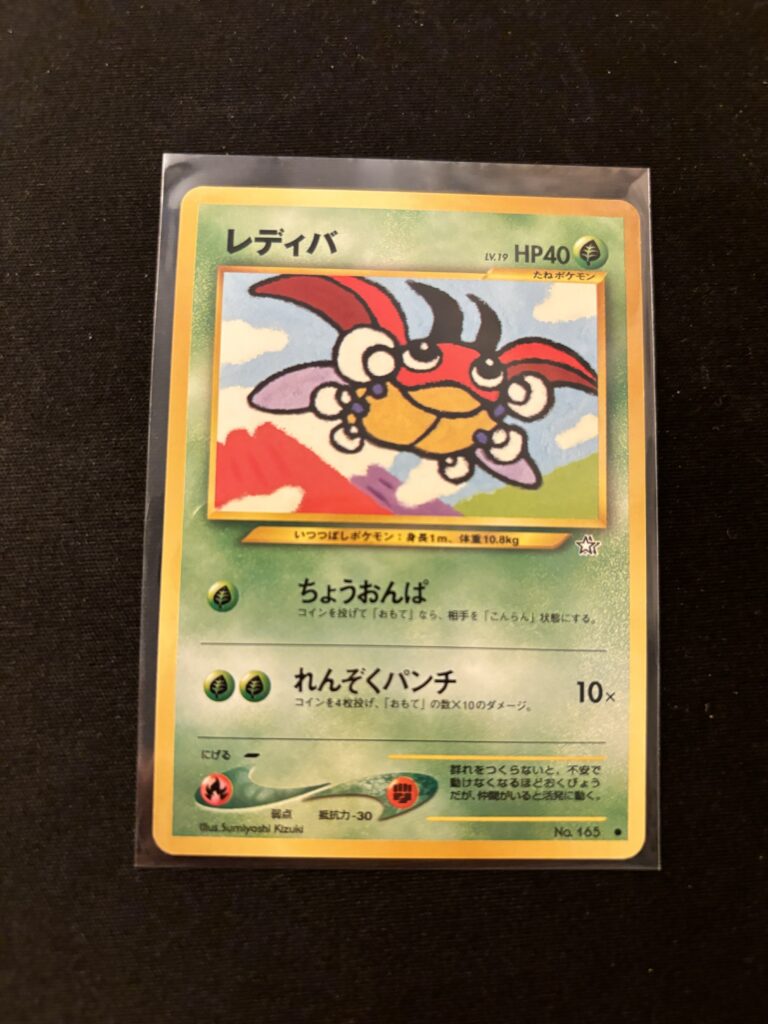 レディバ
LV.19 HP40
たねポケモン
いつつぼしポケモン：身長1m、体重10.8kg
ちょうおんぱ
コインを投げて「おもて」なら、相手を「こんらん」状態にする。
れんぞくパンチ 10×
コインを4枚投げ、「おもて」の数×10のダメージ。
にげる
弱点 抵抗力-30
Illus.Sumiyoshi Kizuki
群れをつくらないと、不安で
動けなくなるほどおくびょう
だが、仲間がいると活発に動く。
No. 165 ●